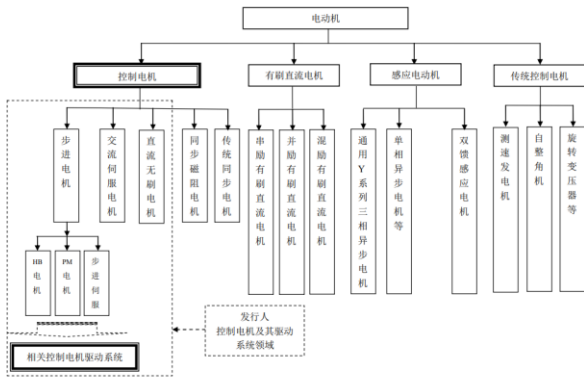 电动机
控制电机
有刷直流电机
感应电动机
传统控制电机
步进电机
交流伺服电机
直流无刷电机
同步磁阻电机
传统同步电机
串励有刷直流电机
并励有刷直流电机
混励有刷直流电机
通用Y系列三相异步电机
单相异步电机等
双馈感应电机
测速发电机
自整角机
旋转变压器等
HB电机
PM电机
步进伺服
发行人
控制电机及其驱动
系统领域
相关控制电机驱动系统